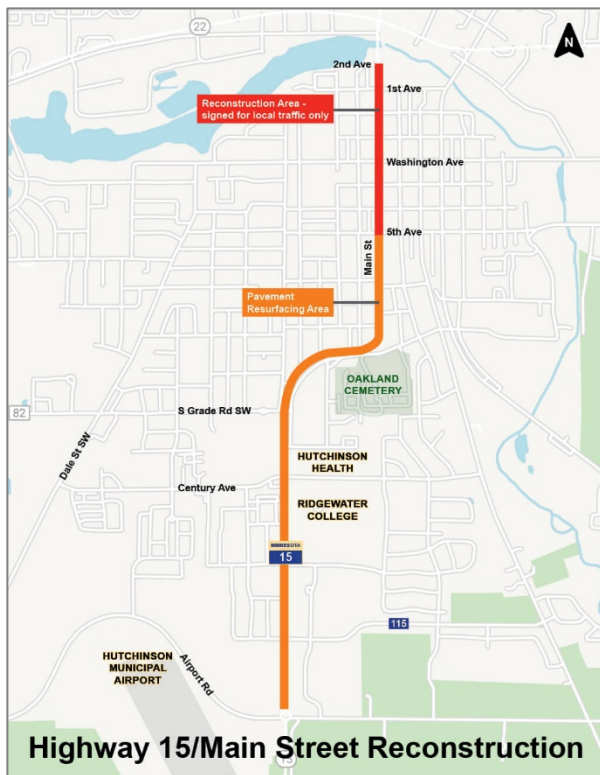 22
N
2nd Ave
1st Ave
Reconstruction Area -
signed for local traffic only
Washington Ave
5th Ave
Main St
Pavement
Resurfacing Area
OAKLAND
CEMETERY
82
S Grade Rd SW
Dale St SW
HUTCHINSON
HEALTH
Century Ave
RIDGEWATER
COLLEGE
MINNESOTA
15
115
HUTCHINSON
MUNICIPAL
AIRPORT
Airport Rd
Highway 15/Main Street Reconstruction
15